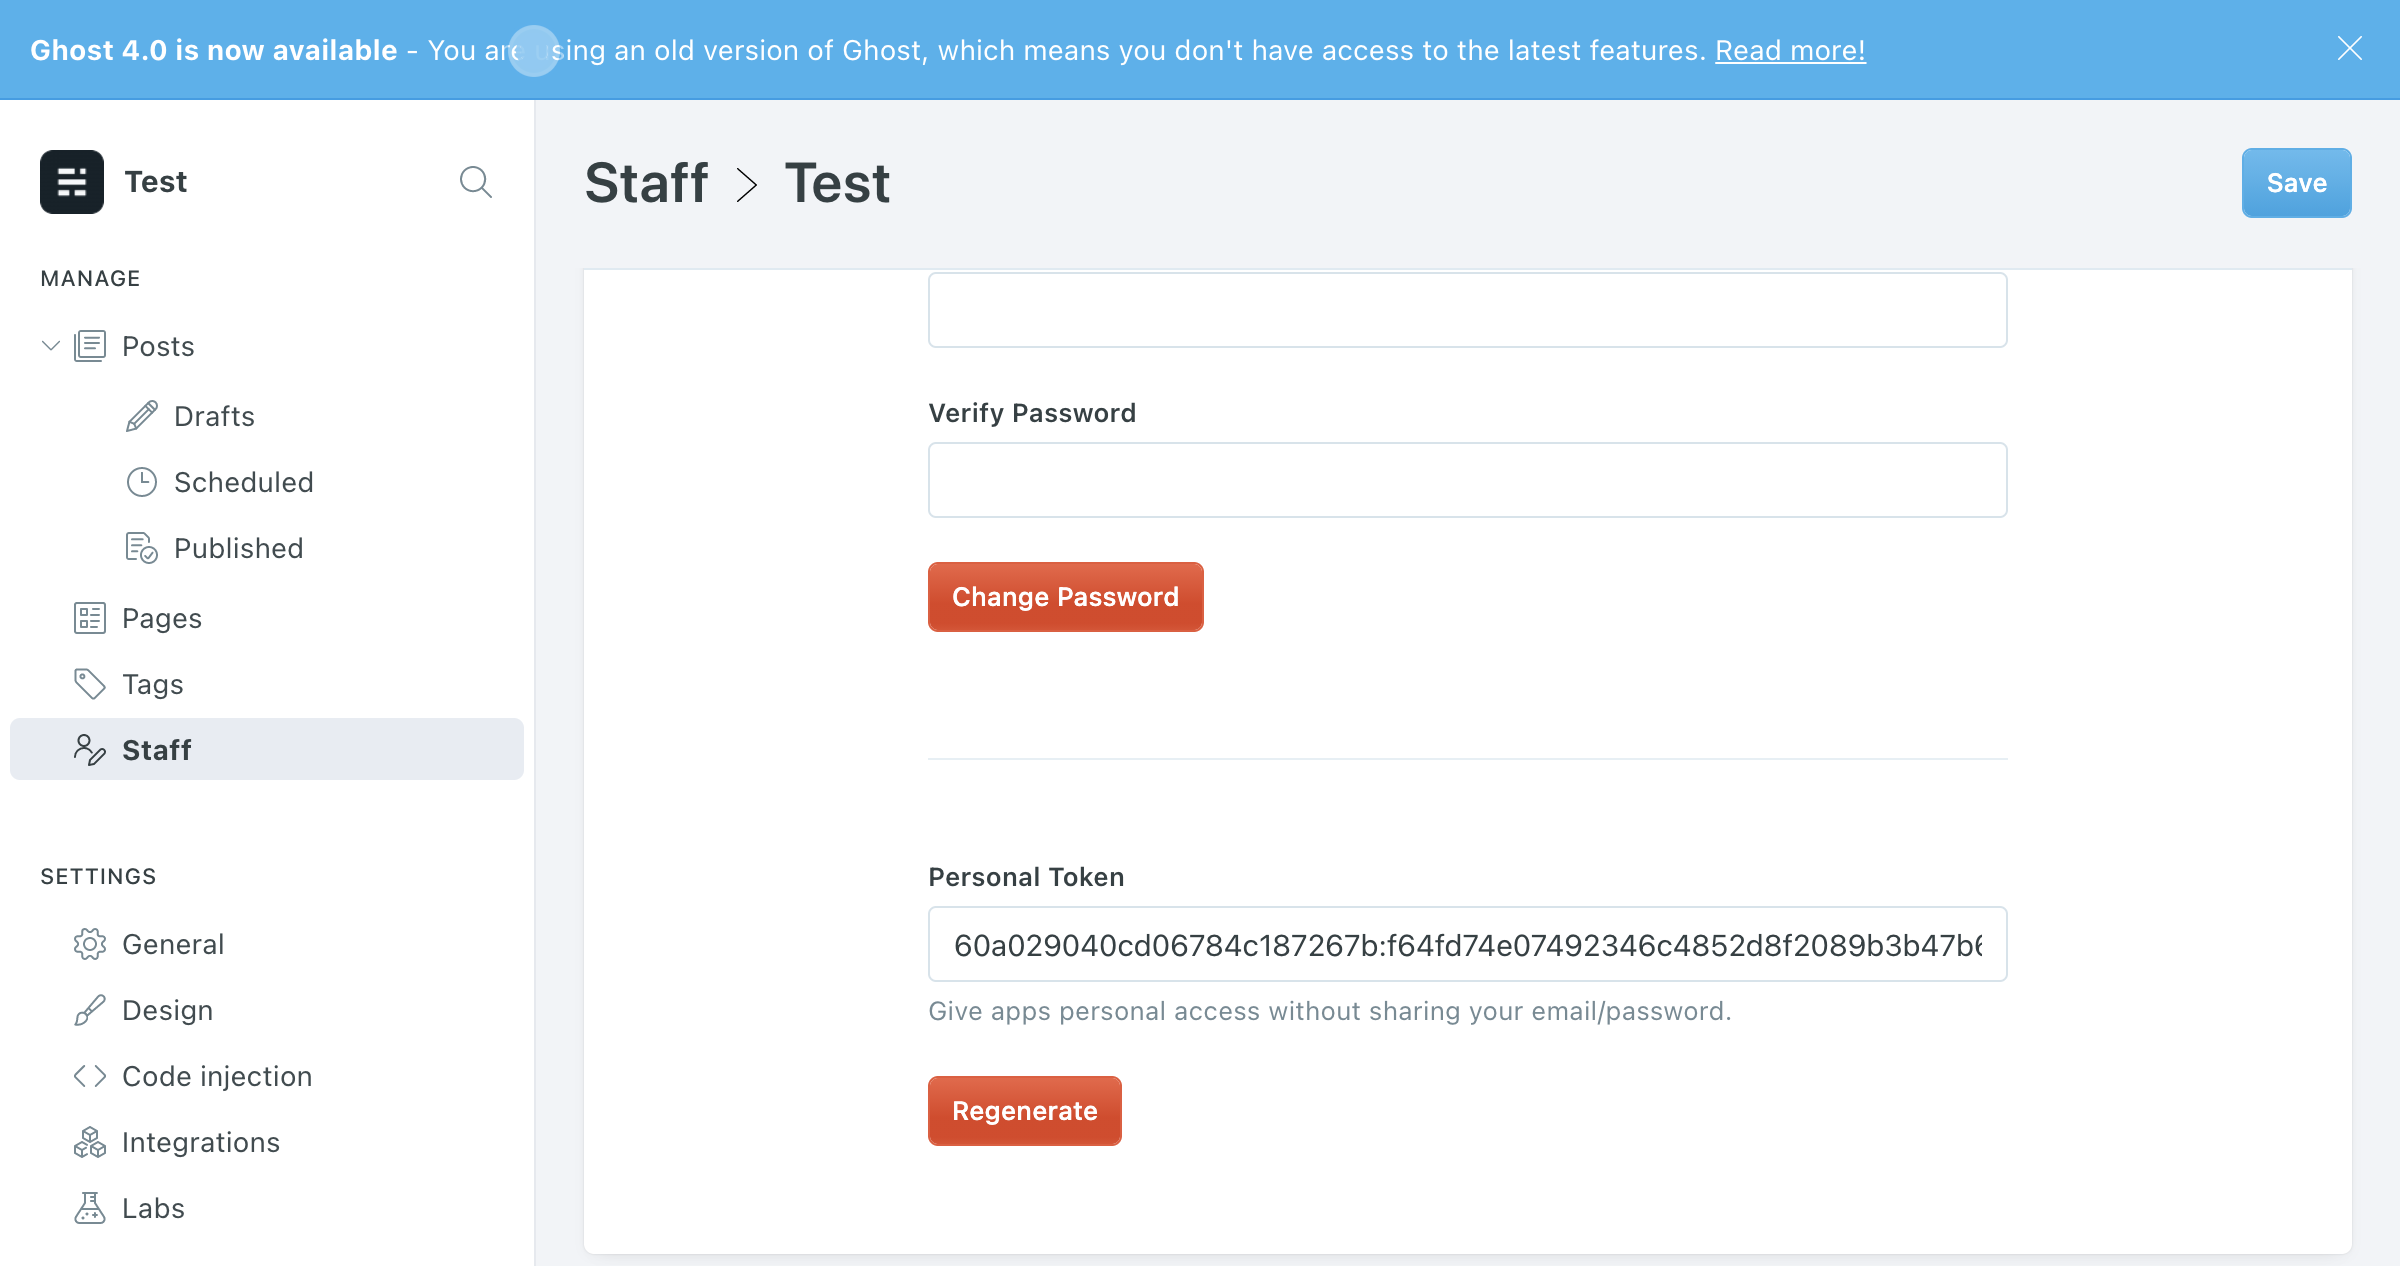 Ghost 4.0 is now available - You are using an old version of Ghost, which means you don't have access to the latest features. Read more!
Test
MANAGE
Posts
Drafts
Scheduled
Published
Pages
Tags
Staff
SETTINGS
General
Design
Code injection
Integrations
Labs
Staff > Test
Save
Verify Password
Change Password
Personal Token
60a029040cd06784c187267b:f64fd74e07492346c4852d8f2089b3b47b6
Give apps personal access without sharing your email/password.
Regenerate